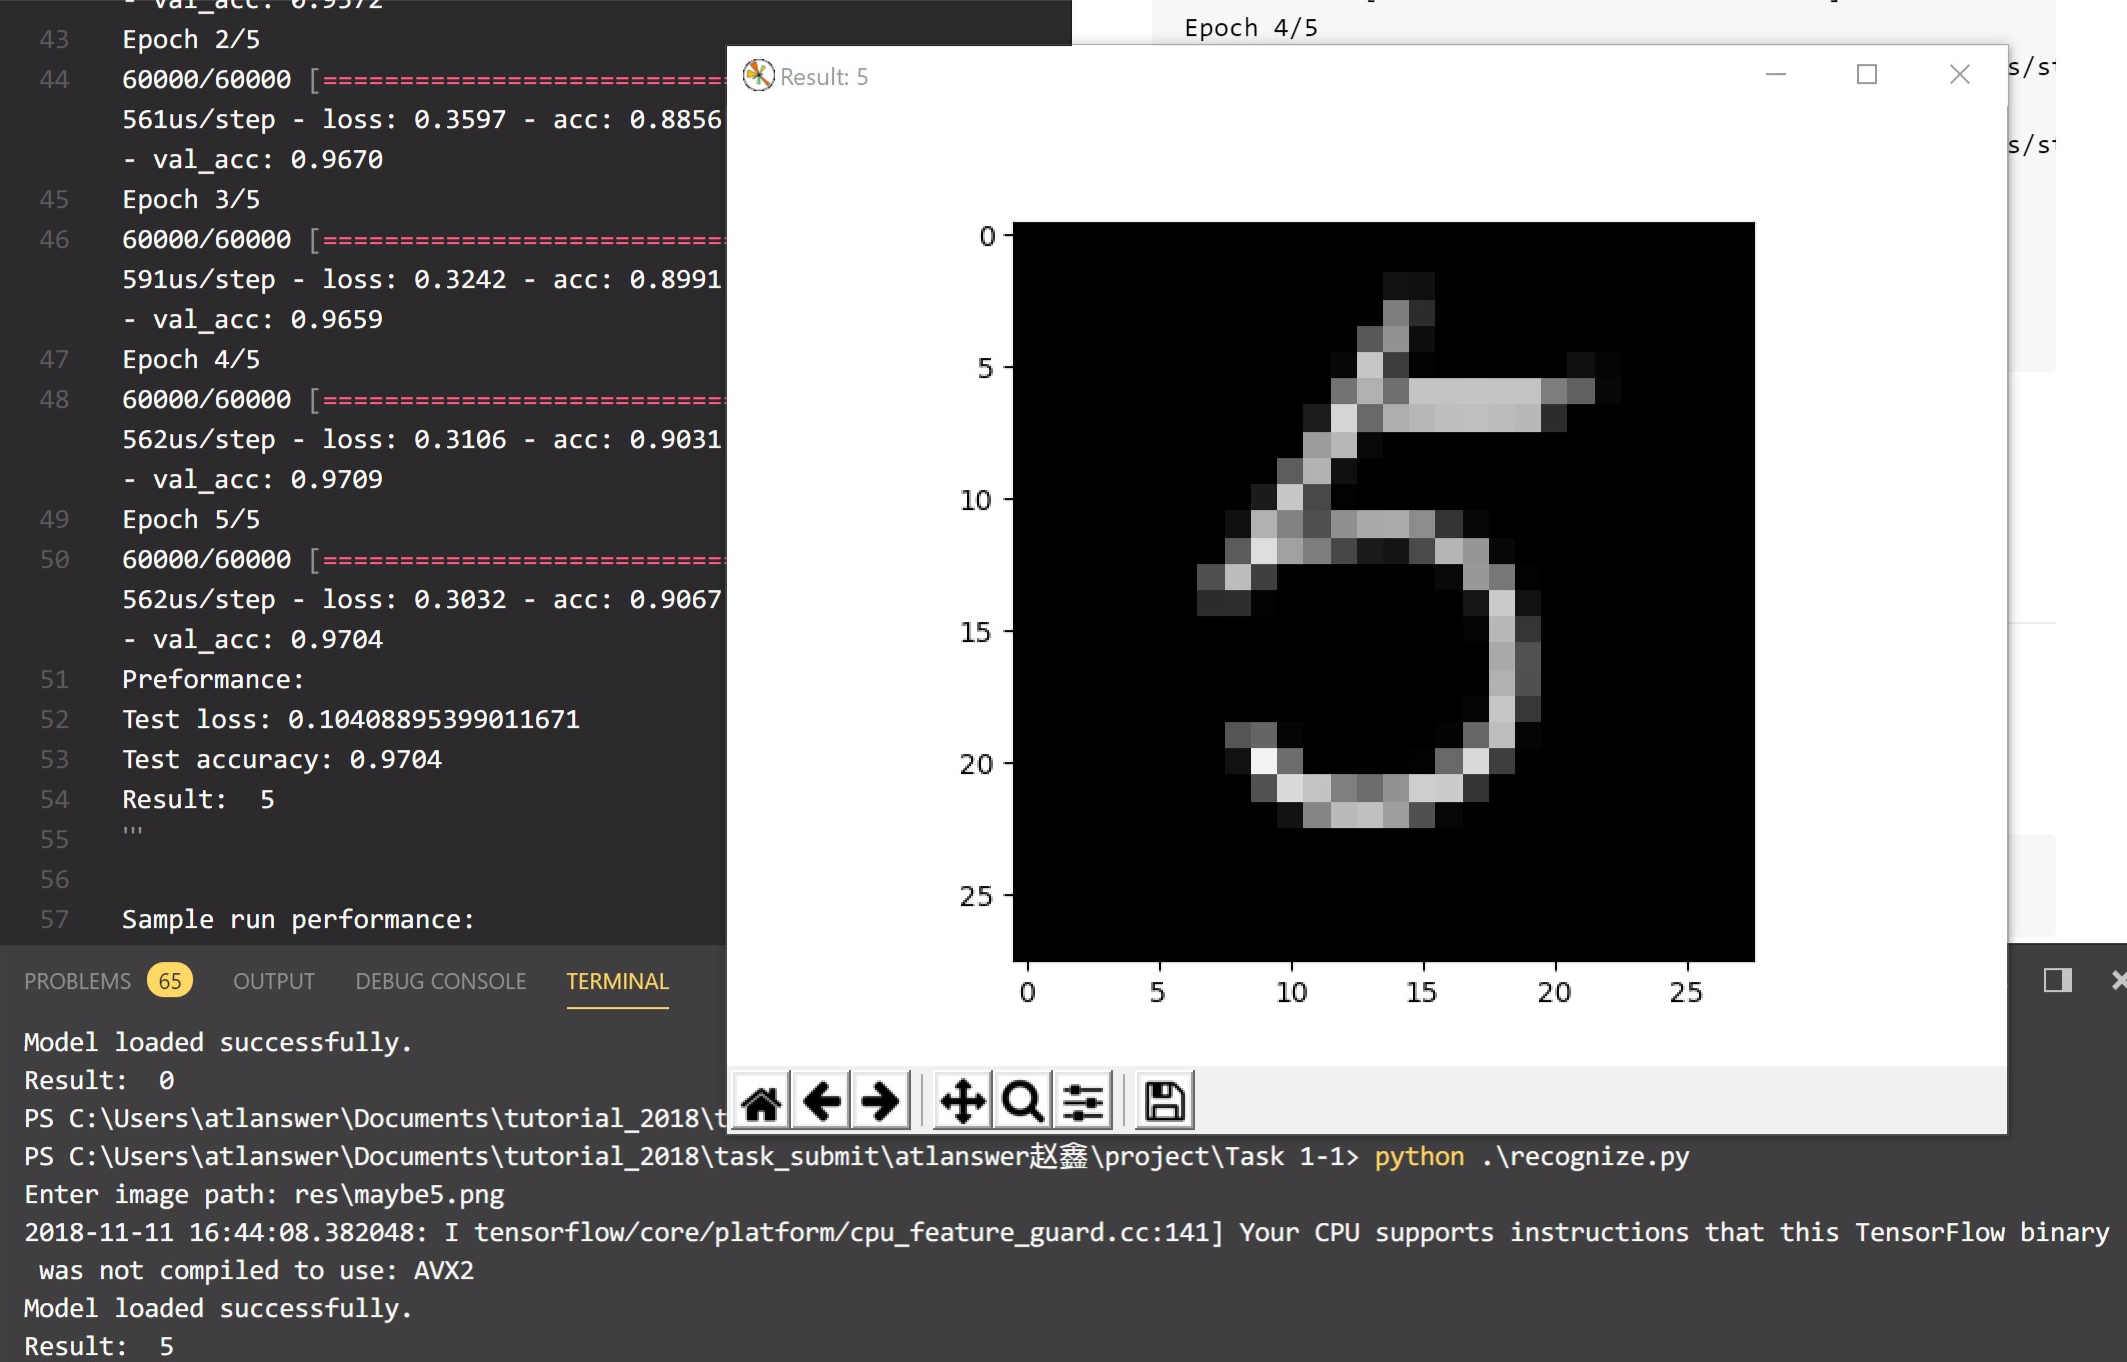 - val_acc: 0.9572
43 Epoch 2/5
44 60000/60000 [============================
561us/step - loss: 0.3597 - acc: 0.8856
- val_acc: 0.9670
45 Epoch 3/5
46 60000/60000 [============================
591us/step - loss: 0.3242 - acc: 0.8991
- val_acc: 0.9659
47 Epoch 4/5
48 60000/60000 [============================
562us/step - loss: 0.3106 - acc: 0.9031
- val_acc: 0.9709
49 Epoch 5/5
50 60000/60000 [============================
562us/step - loss: 0.3032 - acc: 0.9067
- val_acc: 0.9704
51 Preformance:
52 Test loss: 0.10408895399011671
53 Test accuracy: 0.9704
54 Result:  5
55 '''
56
57 Sample run performance:
Epoch 4/5
s/st
s/st
Result: 5
0
5
10
15
20
25
0 5 10 15 20 25
5
PROBLEMS 65 OUTPUT DEBUG CONSOLE TERMINAL
Model loaded successfully.
Result:  0
PS C:\Users\atlanswer\Documents\tutorial_2018\t
PS C:\Users\atlanswer\Documents\tutorial_2018\task_submit\atlanswer赵鑫\project\Task 1-1> python .\recognize.py
Enter image path: res\maybe5.png
2018-11-11 16:44:08.382048: I tensorflow/core/platform/cpu_feature_guard.cc:141] Your CPU supports instructions that this TensorFlow binary
was not compiled to use: AVX2
Model loaded successfully.
Result:  5